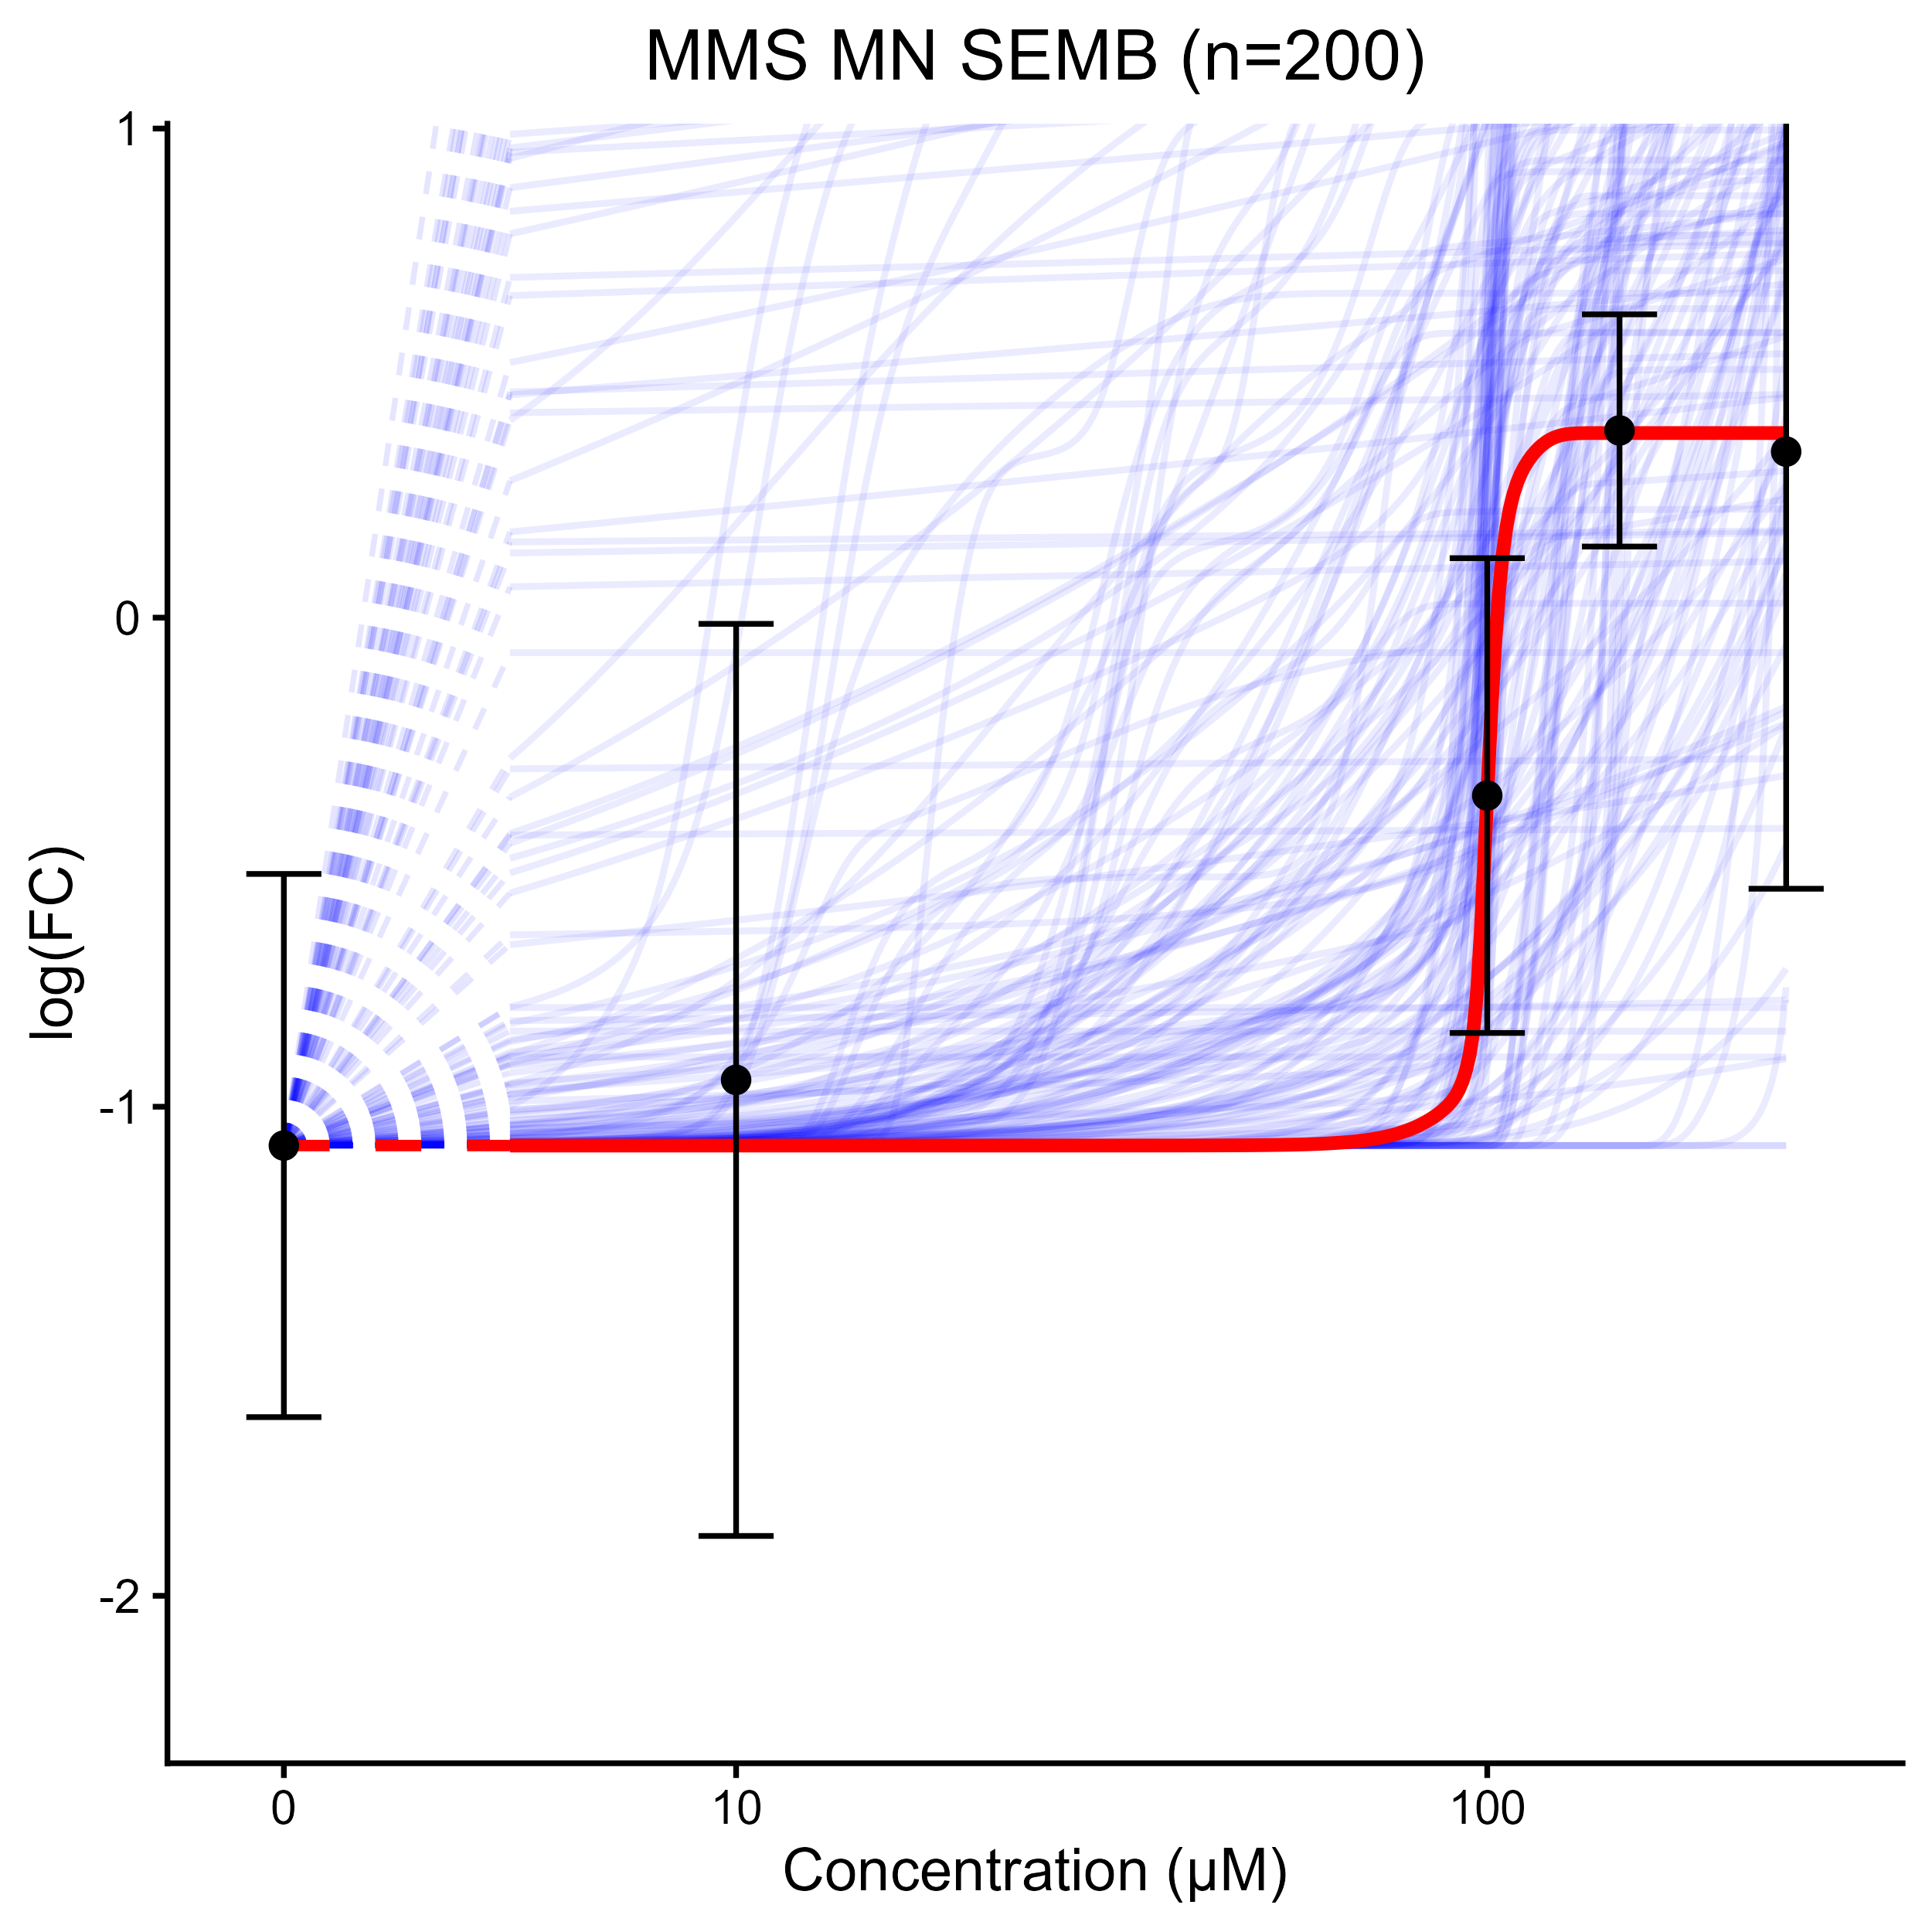 MMS MN SEMB (n=200)
log(FC)
1
0
-1
-2
0
10
100
Concentration (µM)